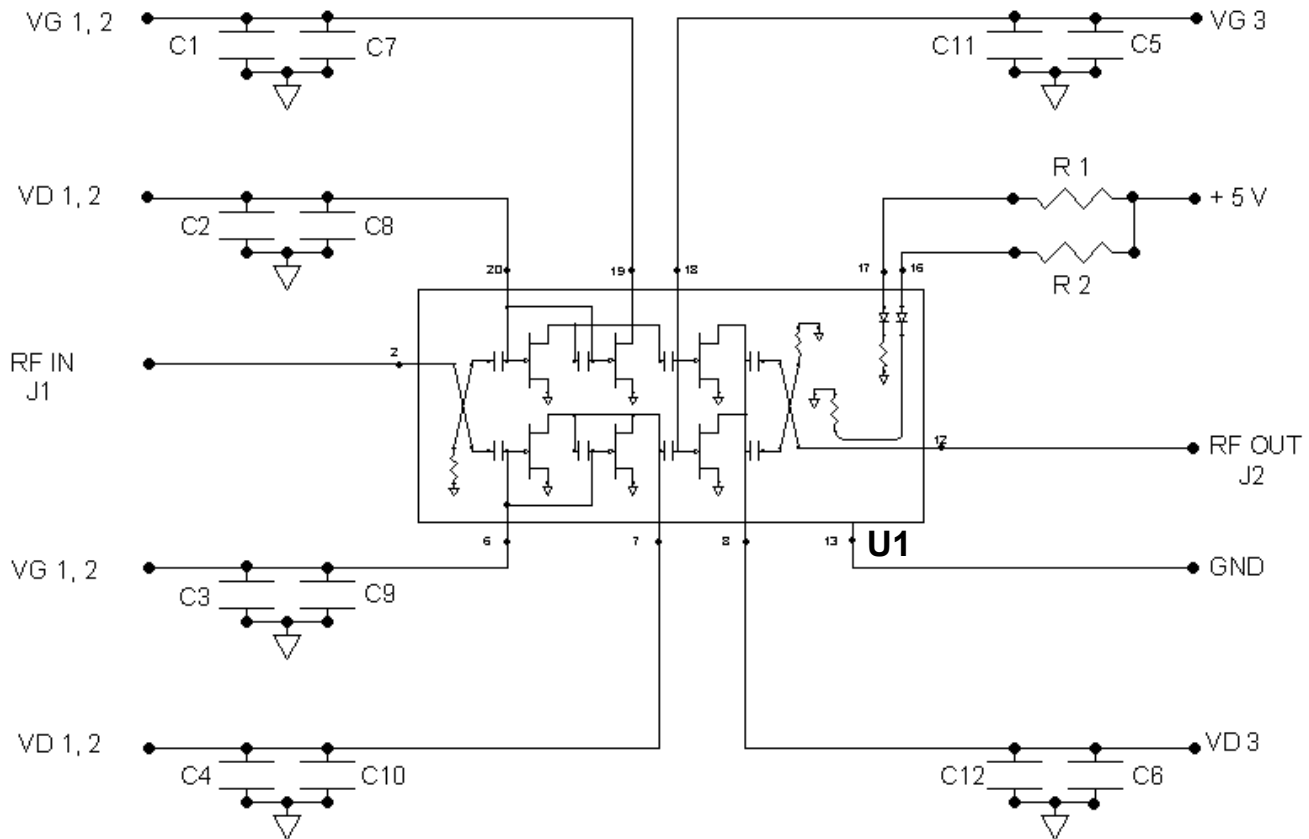 VG 1, 2
C1
C7
C11
C5
VG 3
VD 1, 2
C2
C8
R 1
+ 5 V
R 2
20
19
18
17
16
RF IN
J1
2
12
RF OUT
J2
6
7
8
13
U1
VG 1, 2
C3
C9
GND
VD 1, 2
C4
C10
C12
C6
VD 3